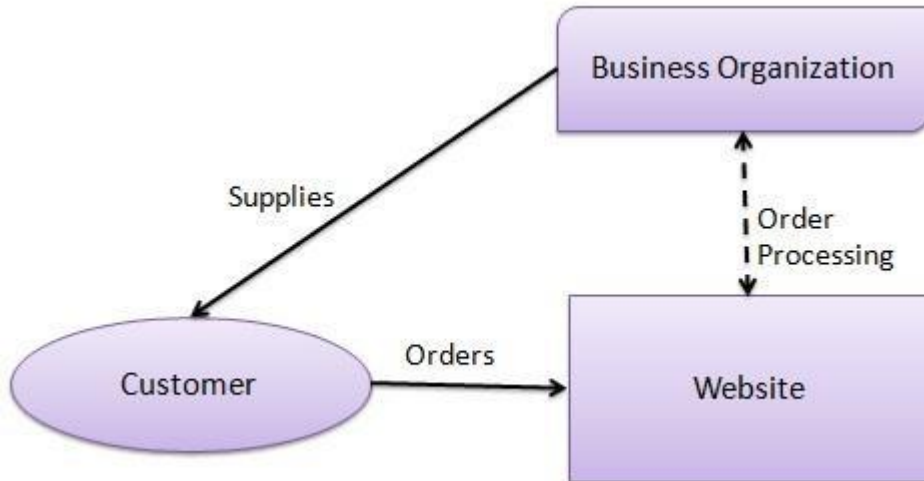 Business Organization
Supplies
Order
Processing
Orders
Customer
Website